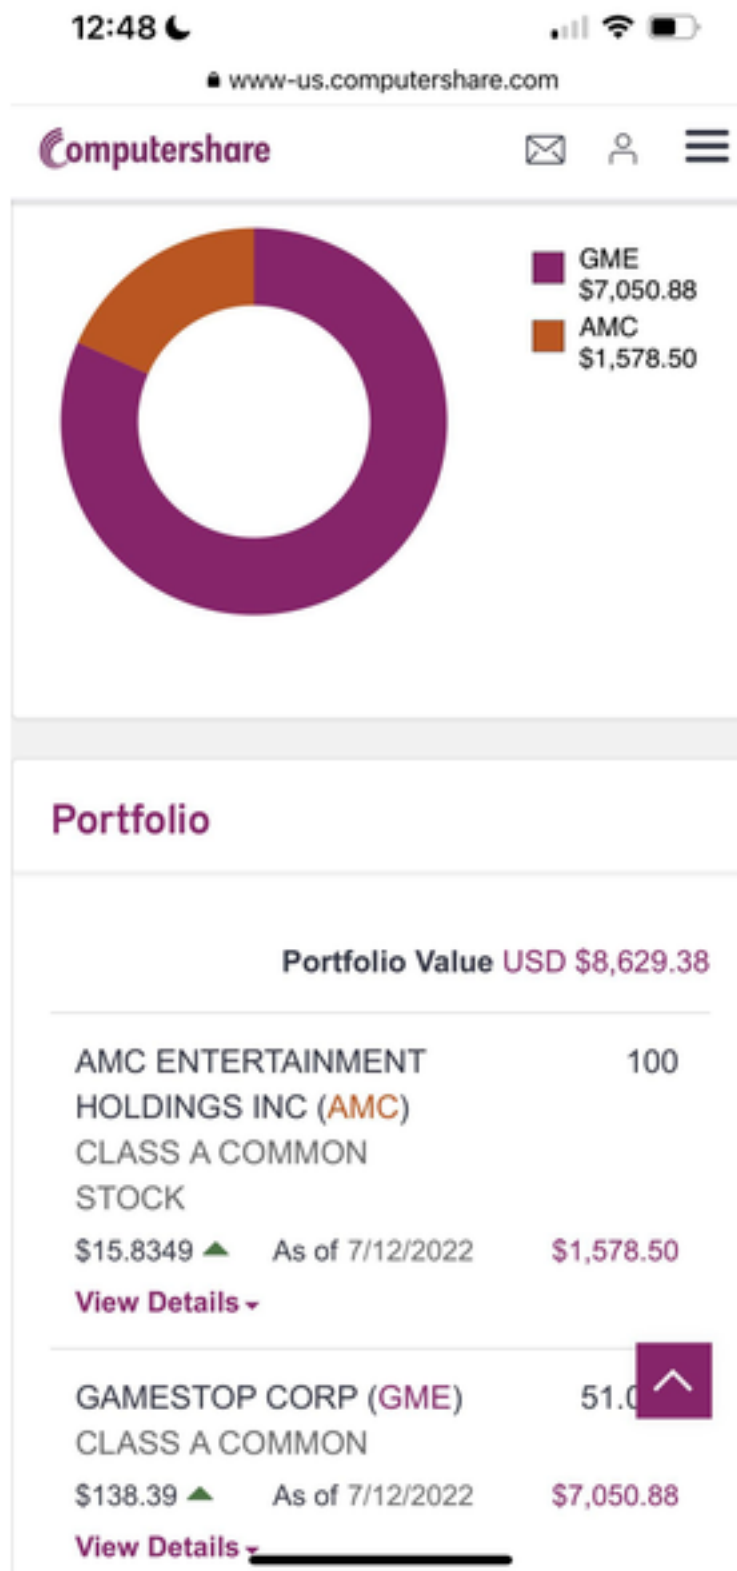 12:48
www-us.computershare.com
Computershare
GME
$7,050.88
AMC
$1,578.50
Portfolio
Portfolio Value USD $8,629.38
AMC ENTERTAINMENT 100
HOLDINGS INC (AMC)
CLASS A COMMON
STOCK
$15.8349 As of 7/12/2022 $1,578.50
View Details
GAMESTOP CORP (GME) 51.
CLASS A COMMON
$138.39 As of 7/12/2022 $7,050.88
View Details